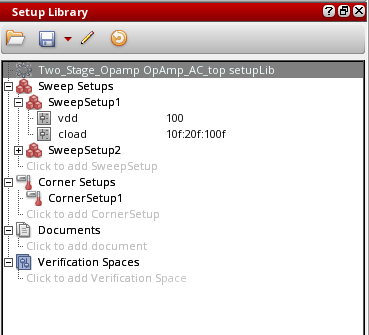 Setup Library
Two_Stage_Opamp OpAmp_AC_top setupLib
Sweep Setups
SweepSetup1
vdd 100
cload 10f:20f:100f
SweepSetup2
Click to add SweepSetup
Corner Setups
CornerSetup1
Click to add CornerSetup
Documents
Click to add document
Verification Spaces
Click to add Verification Space